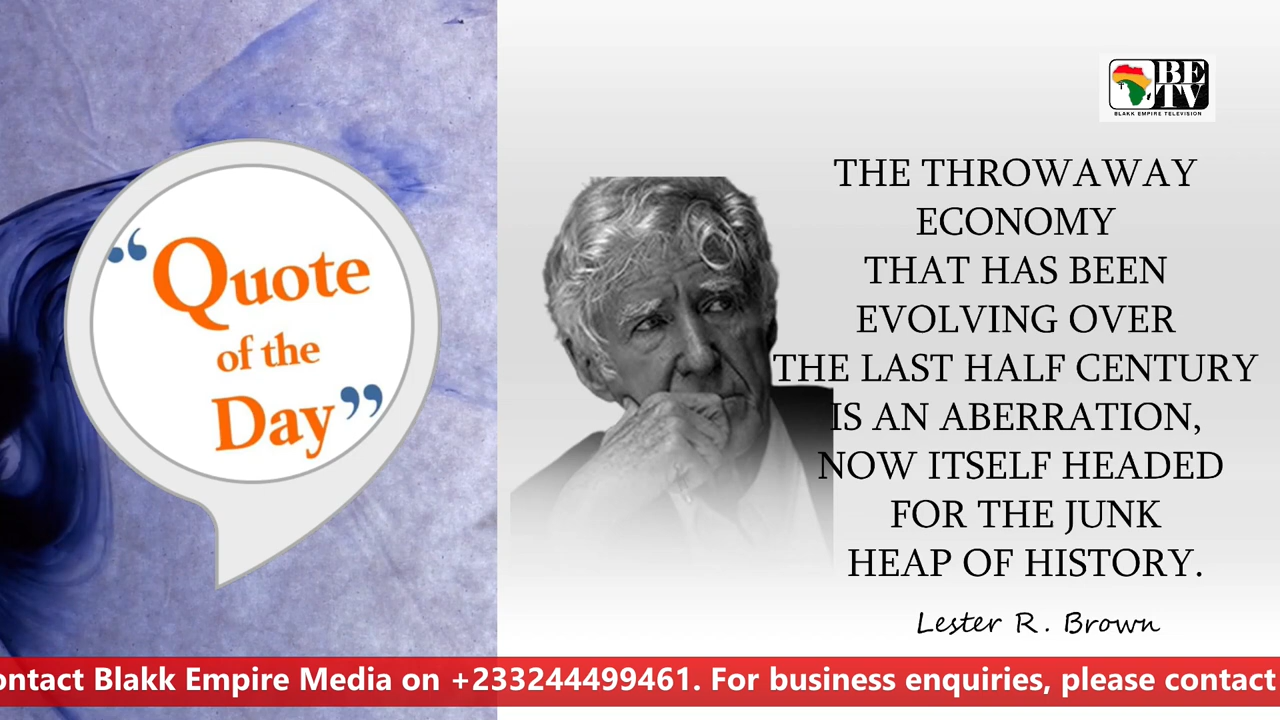 “Quote
of the
Day”
BE
TV
BLAKK EMPIRE TELEVISION
THE THROWAWAY
ECONOMY
THAT HAS BEEN
EVOLVING OVER
THE LAST HALF CENTURY
IS AN ABERRATION,
NOW ITSELF HEADED
FOR THE JUNK
HEAP OF HISTORY.
Lester R. Brown
ontact Blakk Empire Media on +233244499461. For business enquiries, please contact